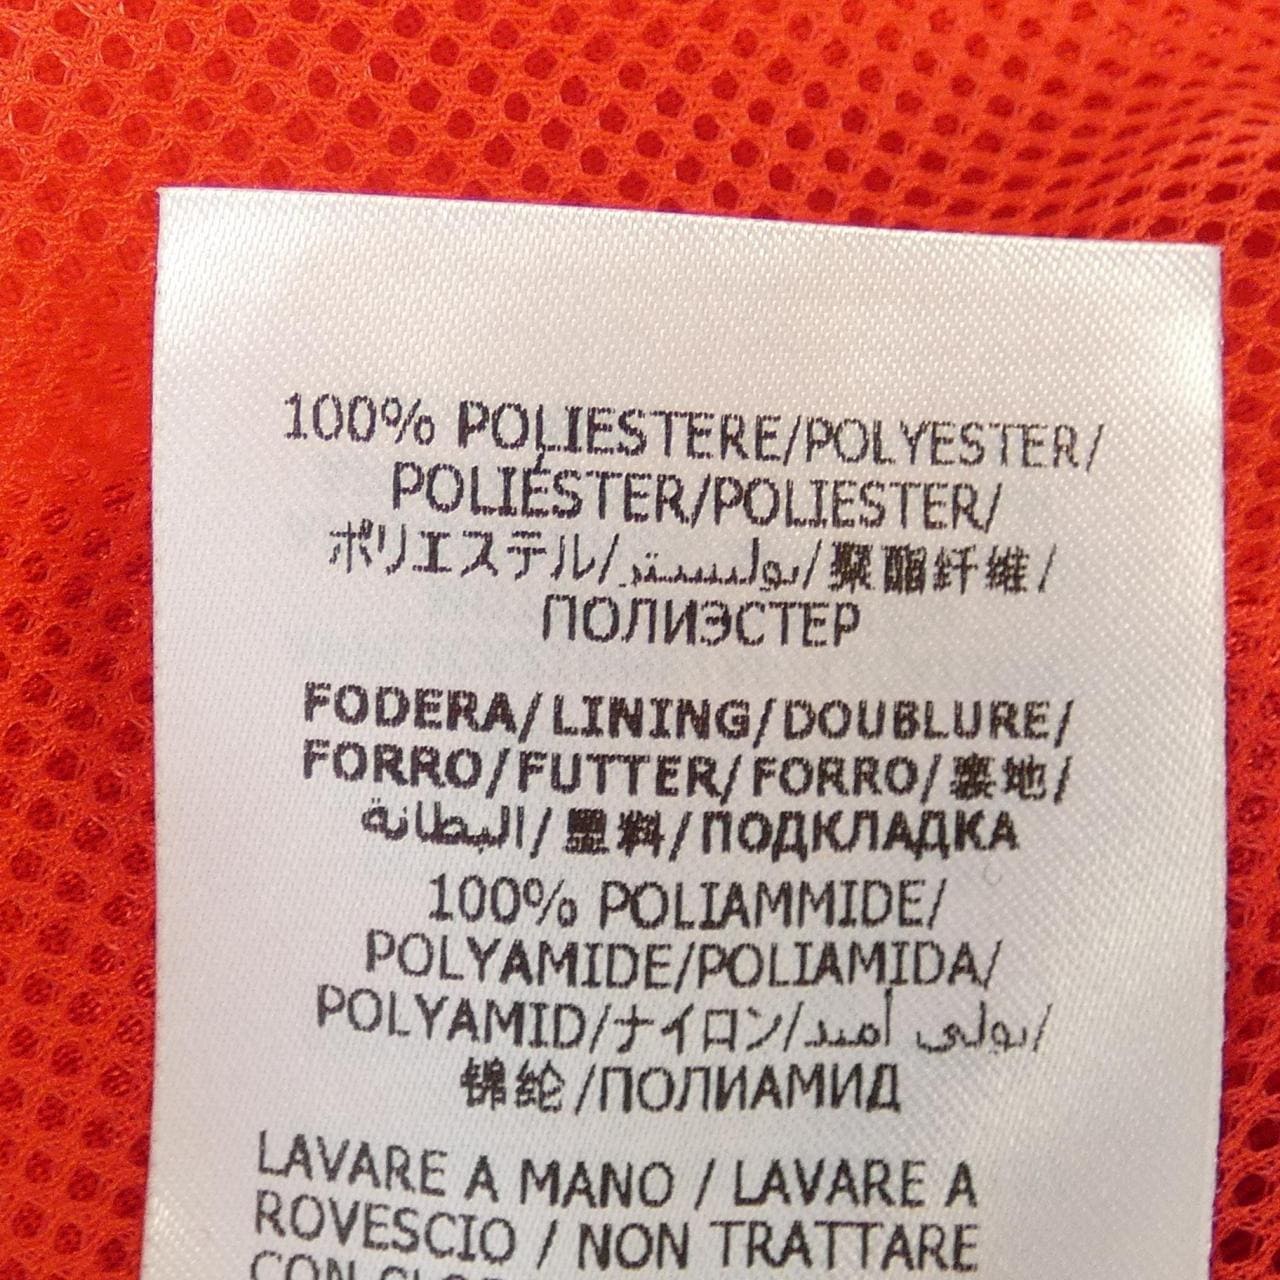 100% POLIESTERE/POLYESTER/
POLIÉSTER/POLIESTER/
ポリエステル/بوليستر/聚酯纤维/
ПОЛИЭСТЕР
FODERA/LINING/DOUBLURE/
FORRO/FUTTER/FORRO/裏地/
البطانة/里料/ПОДКЛАДКА
100% POLIAMMIDE/
POLYAMIDE/POLIAMIDA/
POLYAMID/ナイロン/بولي أميد/
锦纶/ПОЛИАМИД
LAVARE A MANO / LAVARE A
ROVESCIO / NON TRATTARE
CON